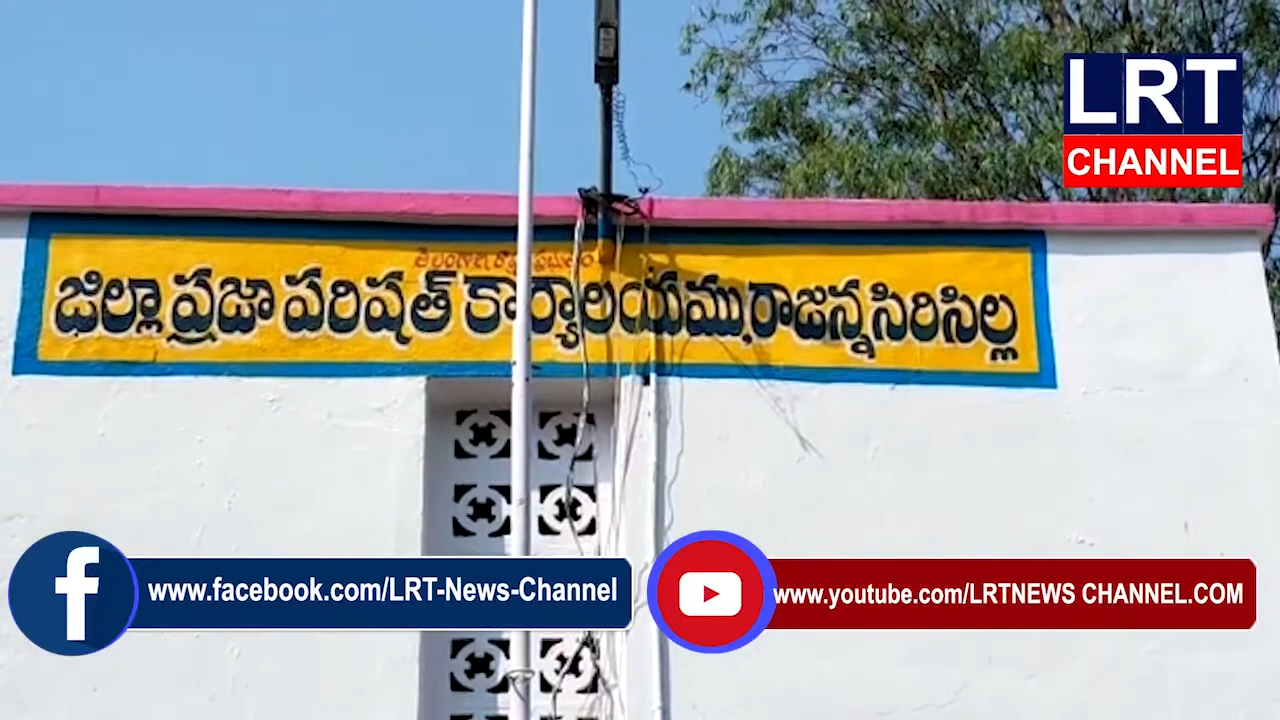 LRT
CHANNEL
తెలంగాణ రాష్ట్ర ప్రభుత్వం
జిల్లా ప్రజా పరిషత్ కార్యాలయము, రాజన్న సిరిసిల్ల
www.facebook.com/LRT-News-Channel
www.youtube.com/LRTNEWS CHANNEL.COM